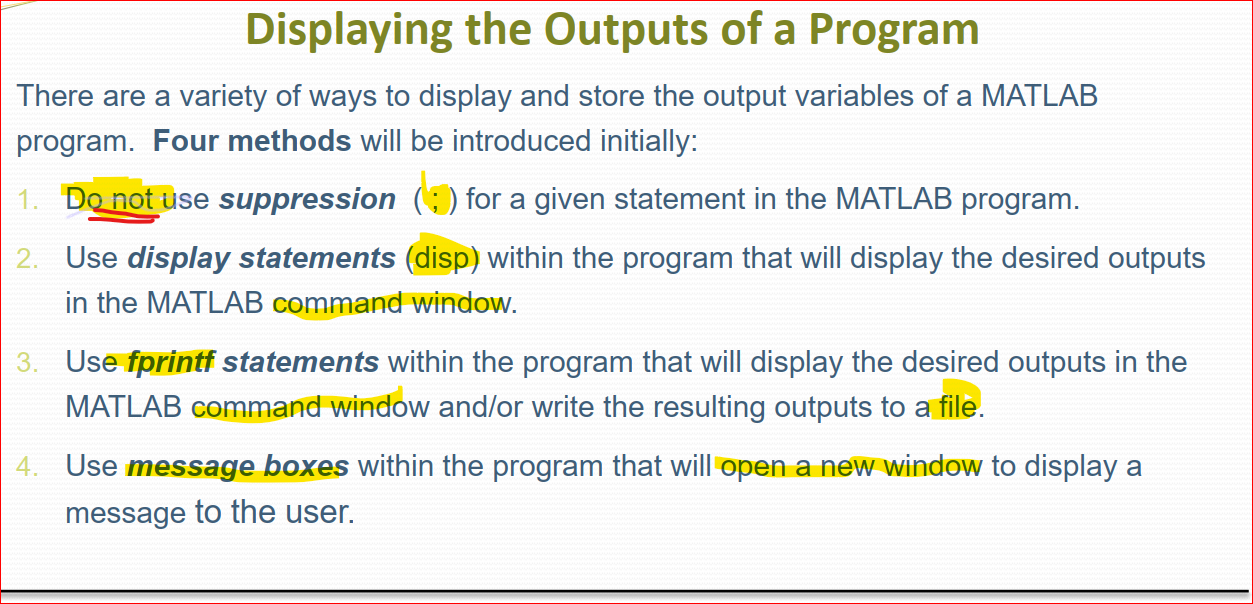 Displaying the Outputs of a Program
There are a variety of ways to display and store the output variables of a MATLAB
program. Four methods will be introduced initially:
1. Do not use suppression ( ; ) for a given statement in the MATLAB program.
2. Use display statements (disp) within the program that will display the desired outputs
in the MATLAB command window.
3. Use fprintf statements within the program that will display the desired outputs in the
MATLAB command window and/or write the resulting outputs to a file.
4. Use message boxes within the program that will open a new window to display a
message to the user.